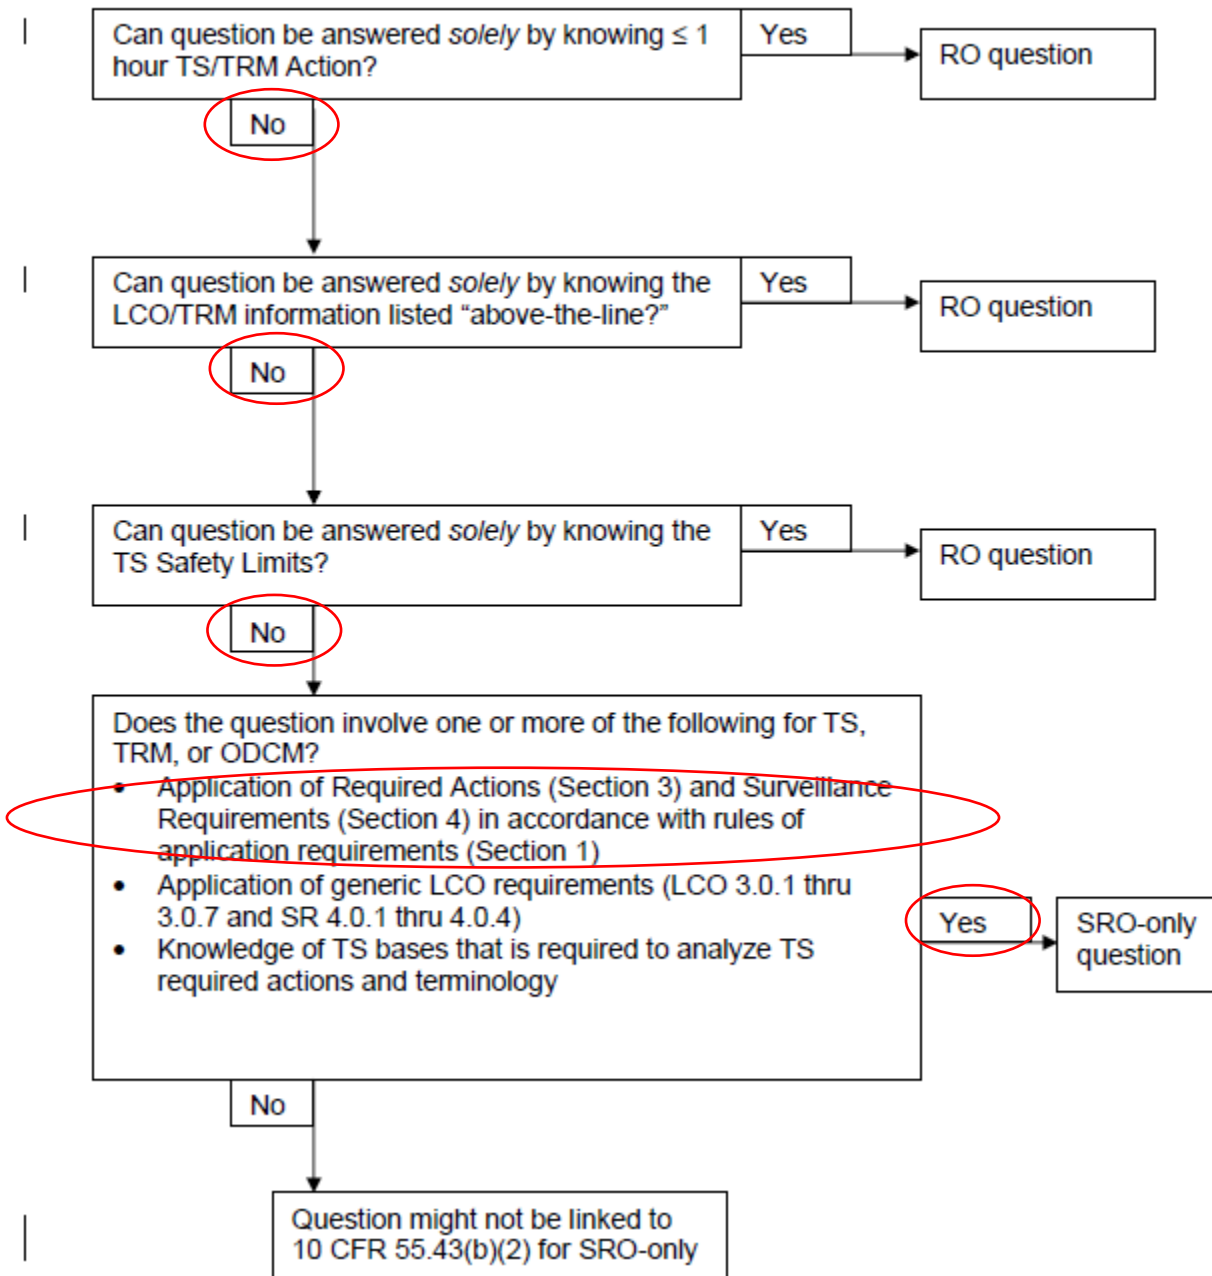 Can question be answered solely by knowing ≤ 1
hour TS/TRM Action?
Yes
RO question
No
Can question be answered solely by knowing the
LCO/TRM information listed “above-the-line?”
Yes
RO question
No
Can question be answered solely by knowing the
TS Safety Limits?
Yes
RO question
No
Does the question involve one or more of the following for TS,
TRM, or ODCM?
• Application of Required Actions (Section 3) and Surveillance
Requirements (Section 4) in accordance with rules of
application requirements (Section 1)
• Application of generic LCO requirements (LCO 3.0.1 thru
3.0.7 and SR 4.0.1 thru 4.0.4)
• Knowledge of TS bases that is required to analyze TS
required actions and terminology
Yes
SRO-only
question
No
Question might not be linked to
10 CFR 55.43(b)(2) for SRO-only